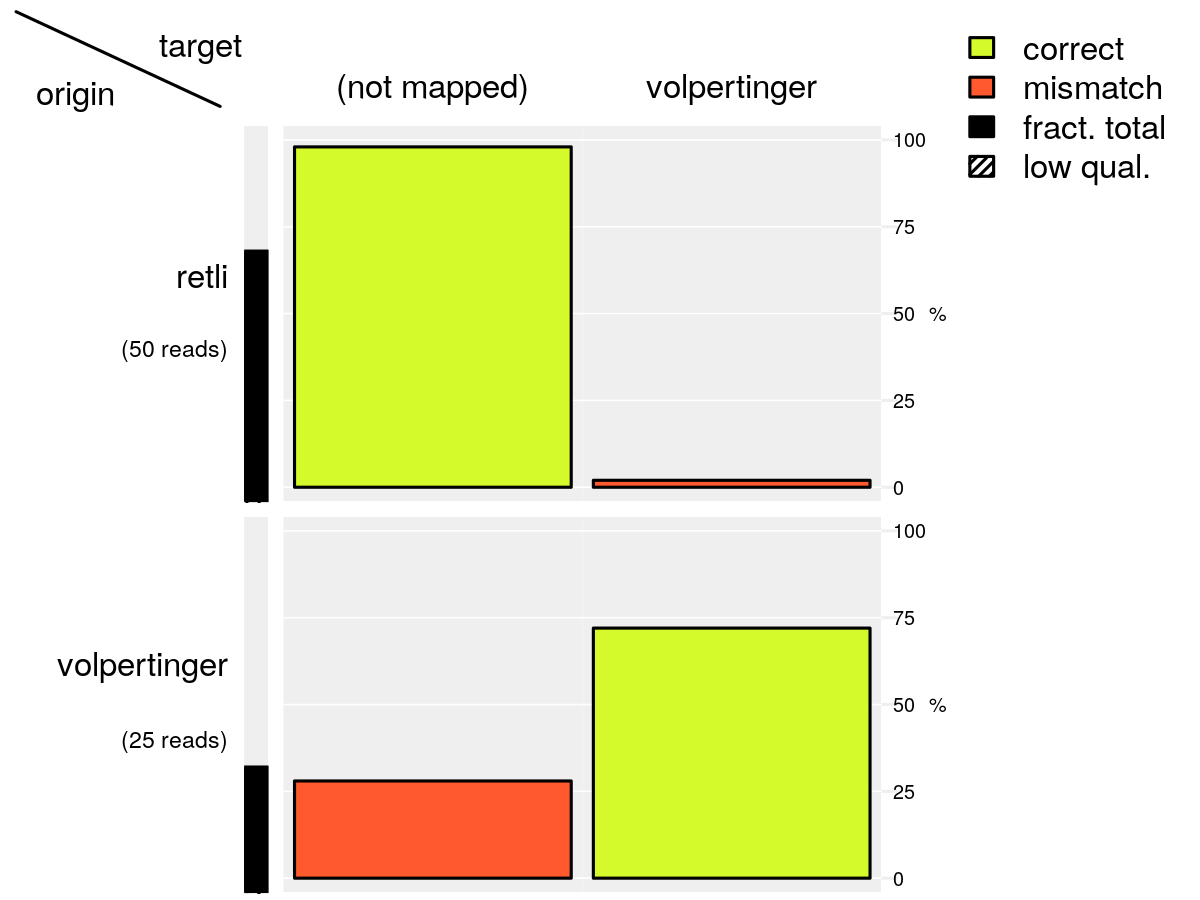 target
origin
(not mapped) volpertinger
correct
mismatch
fract. total
low qual.
retli
(50 reads)
100
75
50 %
25
0
volpertinger
(25 reads)
100
75
50 %
25
0